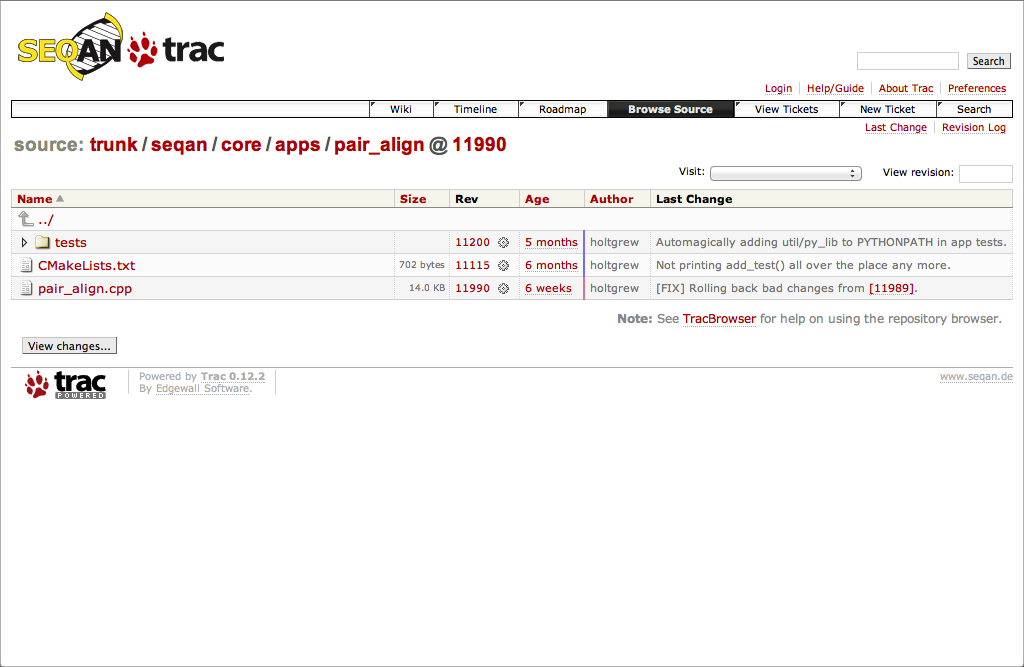 SEQAN trac
Search
Login Help/Guide About Trac Preferences
Wiki Timeline Roadmap Browse Source View Tickets New Ticket Search
Last Change Revision Log
source: trunk / seqan / core / apps / pair_align @ 11990
Visit: View revision:
Name Size Rev Age Author Last Change
../
tests 11200 5 months holtgrew Automagically adding util/py_lib to PYTHONPATH in app tests.
CMakeLists.txt 702 bytes 11115 6 months holtgrew Not printing add_test() all over the place any more.
pair_align.cpp 14.0 KB 11990 6 weeks holtgrew [FIX] Rolling back bad changes from [11989].
Note: See TracBrowser for help on using the repository browser.
View changes...
trac POWERED
Powered by Trac 0.12.2
By Edgewall Software.
www.seqan.de